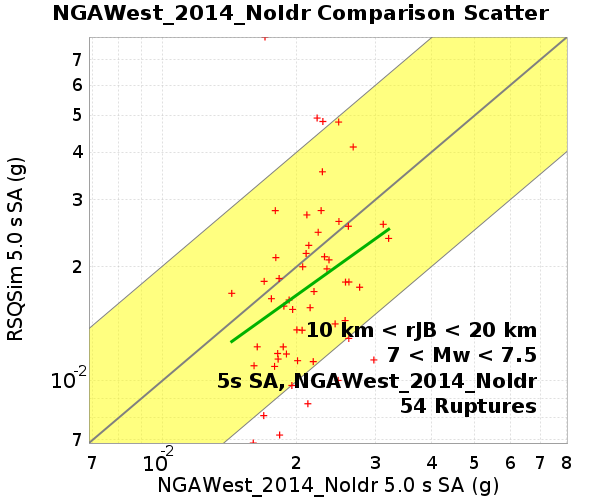 NGAWest_2014_NoIdr Comparison Scatter
7
6
5
4
3
2
10-2
7
RSQSim 5.0 s SA (g)
10 km < rJB < 20 km
7 < Mw < 7.5
5s SA, NGAWest_2014_NoIdr
54 Ruptures
7 10-2 2 3 4 5 6 7 8
NGAWest_2014_NoIdr 5.0 s SA (g)